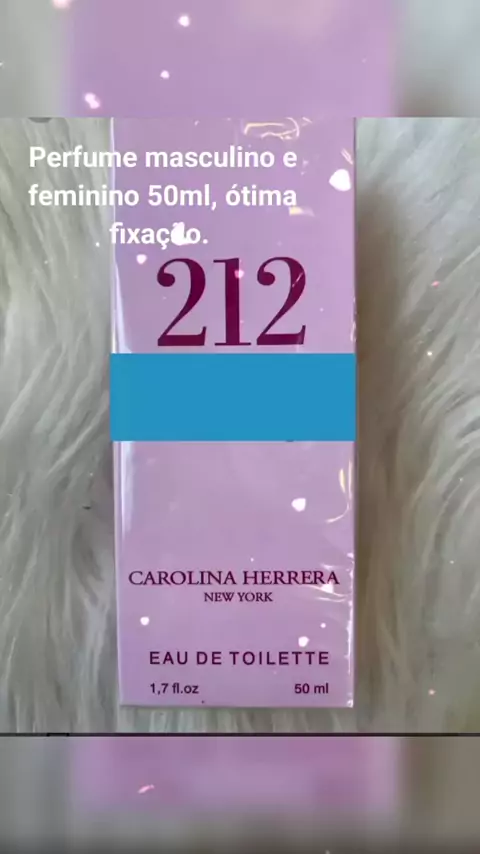 Perfume masculino e
feminino 50ml, ótima
fixação.
212
CAROLINA HERRERA
NEW YORK
EAU DE TOILETTE
1,7 fl.oz 50 ml